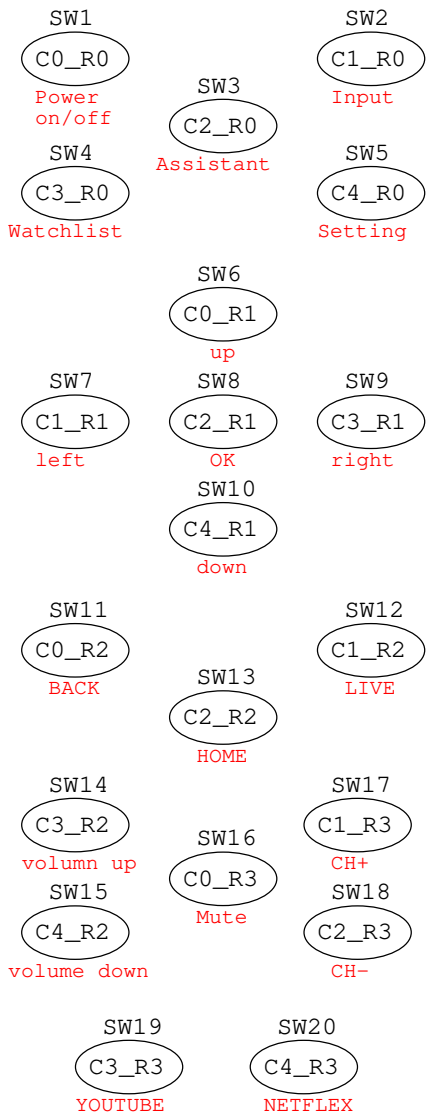 SW1
C0_R0
Power
on/off
SW2
C1_R0
Input
SW3
C2_R0
Assistant
SW4
C3_R0
Watchlist
SW5
C4_R0
Setting
SW6
C0_R1
up
SW7
C1_R1
left
SW8
C2_R1
OK
SW9
C3_R1
right
SW10
C4_R1
down
SW11
C0_R2
BACK
SW12
C1_R2
LIVE
SW13
C2_R2
HOME
SW14
C3_R2
volumn up
SW17
C1_R3
CH+
SW16
C0_R3
Mute
SW15
C4_R2
volume down
SW18
C2_R3
CH-
SW19
C3_R3
YOUTUBE
SW20
C4_R3
NETFLEX